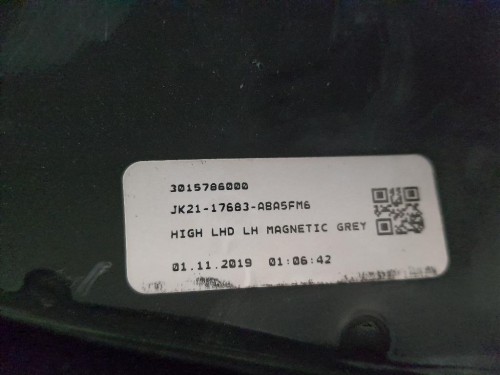 3015786000
JK21-17683-ABA5FM6
HIGH LHD LH MAGNETIC GREY
01.11.2019 01:06:42